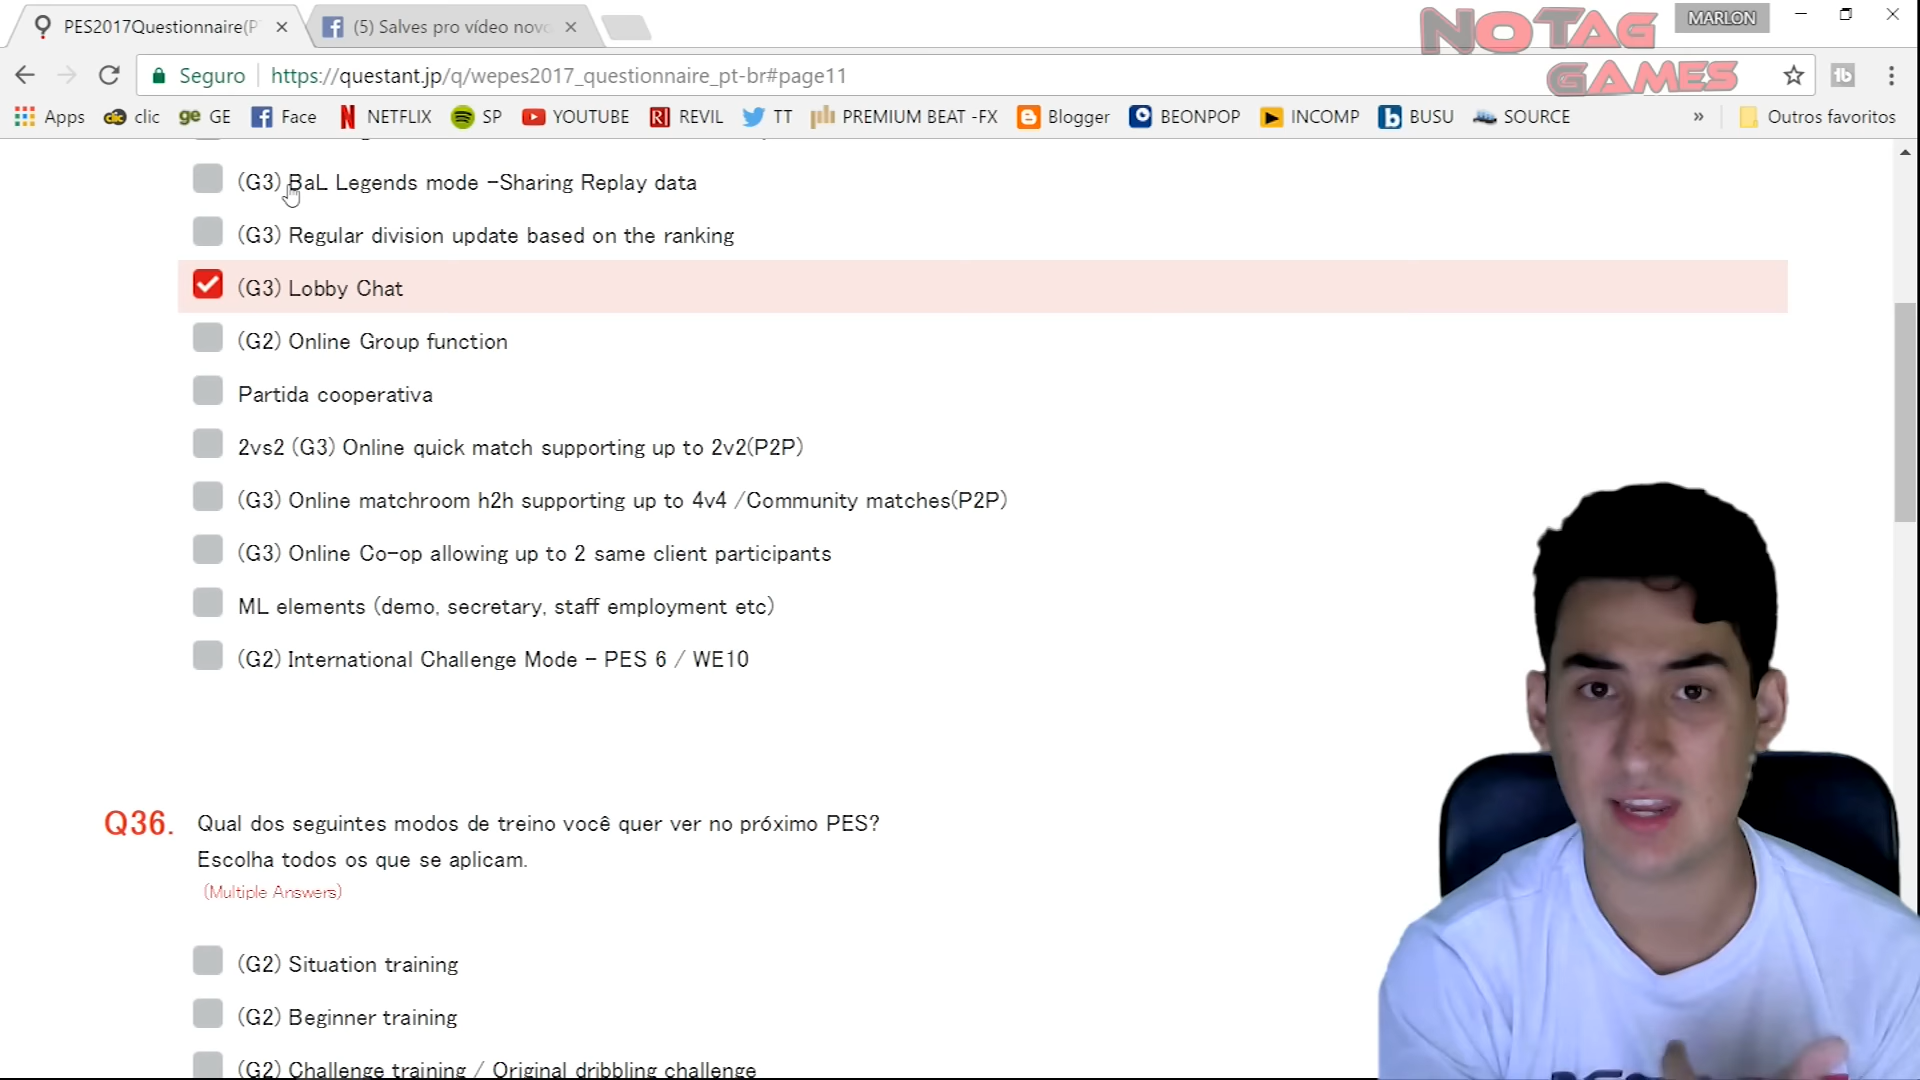 PES2017Questionnaire(P
(5) Salves pro vídeo novo
NoTAG
GAMES
MARLON
Seguro
https://questant.jp/q/wepes2017_questionnaire_pt-br#page11
Apps
clic
GE
Face
NETFLIX
SP
YOUTUBE
REVIL
TT
PREMIUM BEAT -FX
Blogger
BEONPOP
INCOMP
BUSU
SOURCE
»
Outros favoritos
(G3) BaL Legends mode -Sharing Replay data
(G3) Regular division update based on the ranking
(G3) Lobby Chat
(G2) Online Group function
Partida cooperativa
2vs2 (G3) Online quick match supporting up to 2v2(P2P)
(G3) Online matchroom h2h supporting up to 4v4 /Community matches(P2P)
(G3) Online Co-op allowing up to 2 same client participants
ML elements (demo, secretary, staff employment etc)
(G2) International Challenge Mode - PES 6 / WE10
Q36. Qual dos seguintes modos de treino você quer ver no próximo PES?
Escolha todos os que se aplicam.
(Multiple Answers)
(G2) Situation training
(G2) Beginner training
(G2) Challenge training / Original dribbling challenge